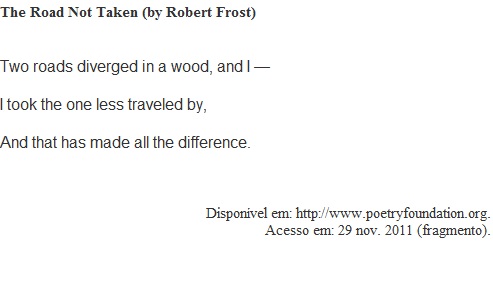 The Road Not Taken (by Robert Frost)
Two roads diverged in a wood, and I —
I took the one less traveled by,
And that has made all the difference.
Disponivel em: http://www.poetryfoundation.org.
Acesso em: 29 nov. 2011 (fragmento).